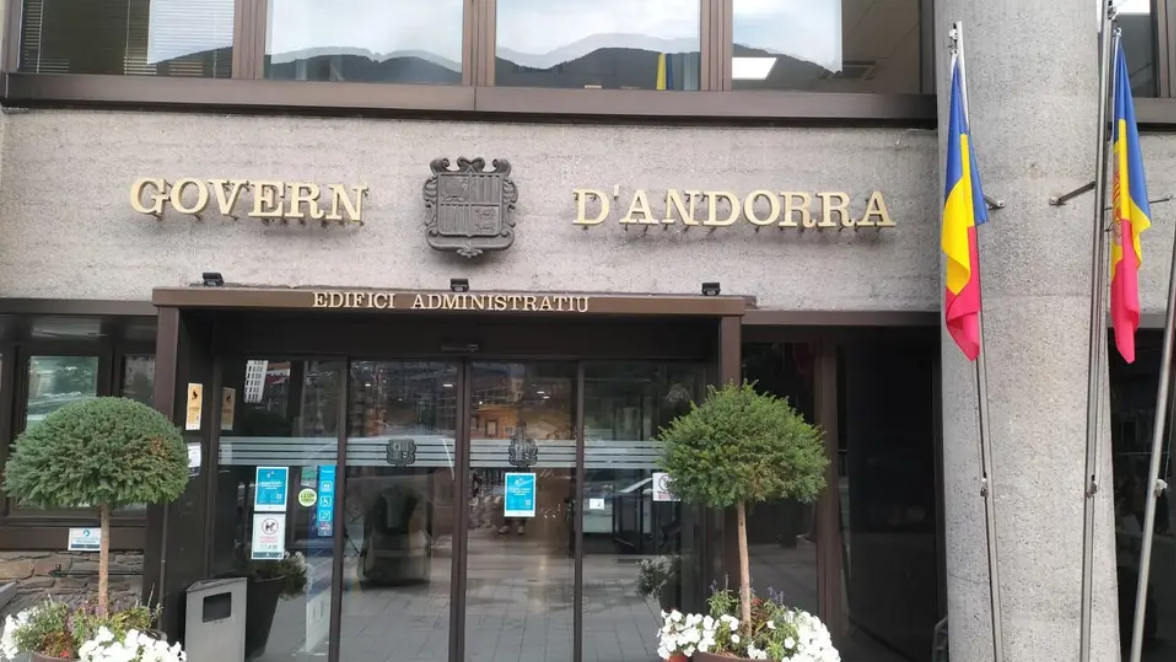 GOVERN D'ANDORRA
EDIFICI ADMINISTRATIU